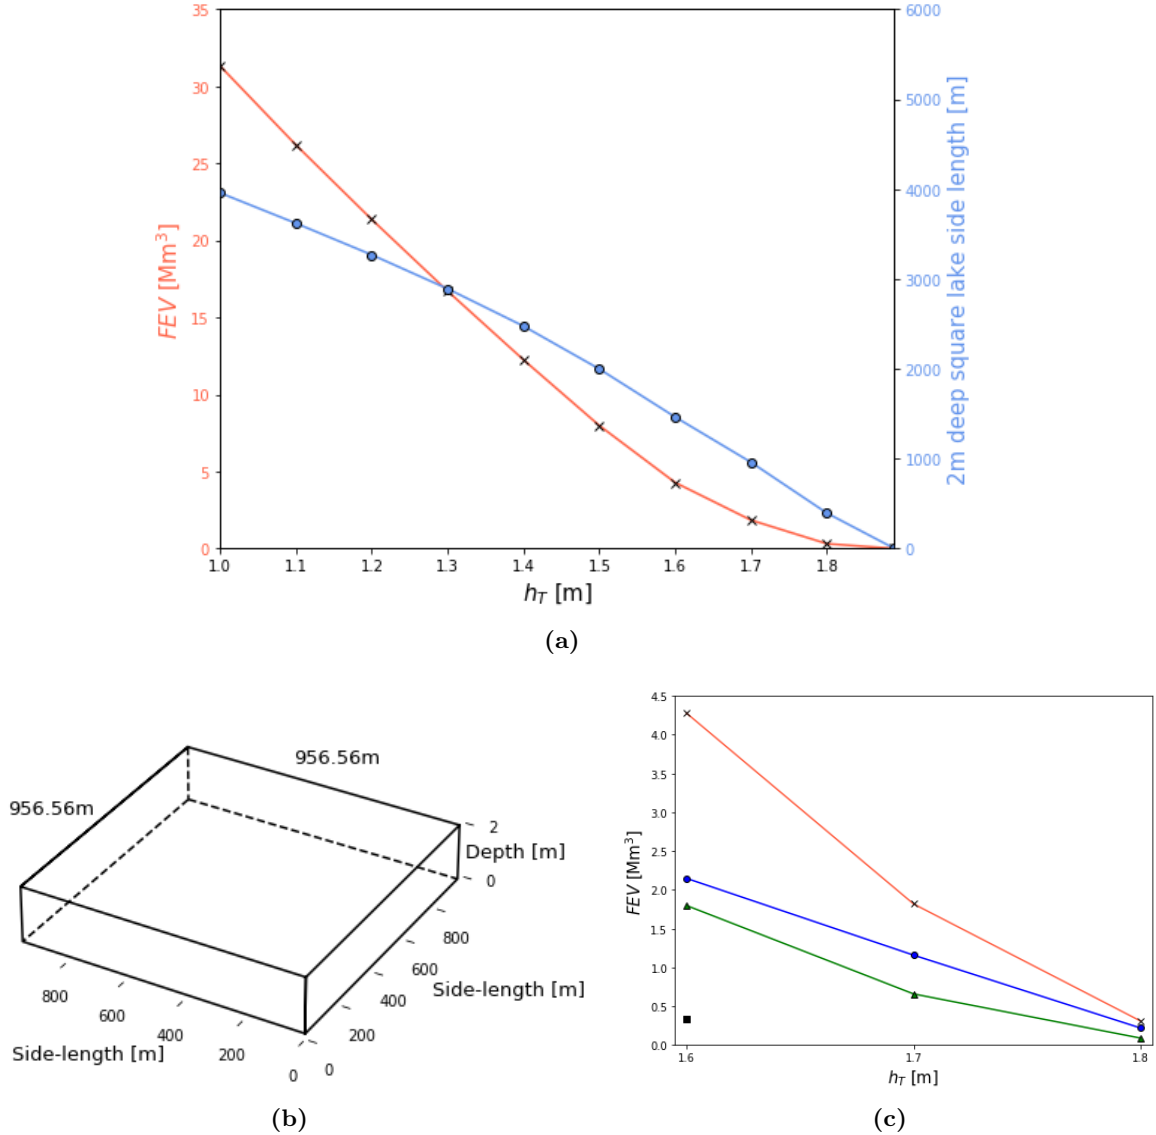 35
30
25
20
15
10
5
0
FEV [Mm³]
6000
5000
4000
3000
2000
1000
0
2m deep square lake side length [m]
1.0 1.1 1.2 1.3 1.4 1.5 1.6 1.7 1.8
h_T [m]
(a)
956.56m
956.56m
2
Depth [m]
0
800
600
400
200
0
Side-length [m]
800
600
400
200
0
Side-length [m]
(b)
4.5
4.0
3.5
3.0
2.5
2.0
1.5
1.0
0.5
0.0
FEV [Mm³]
1.6 1.7 1.8
h_T [m]
(c)